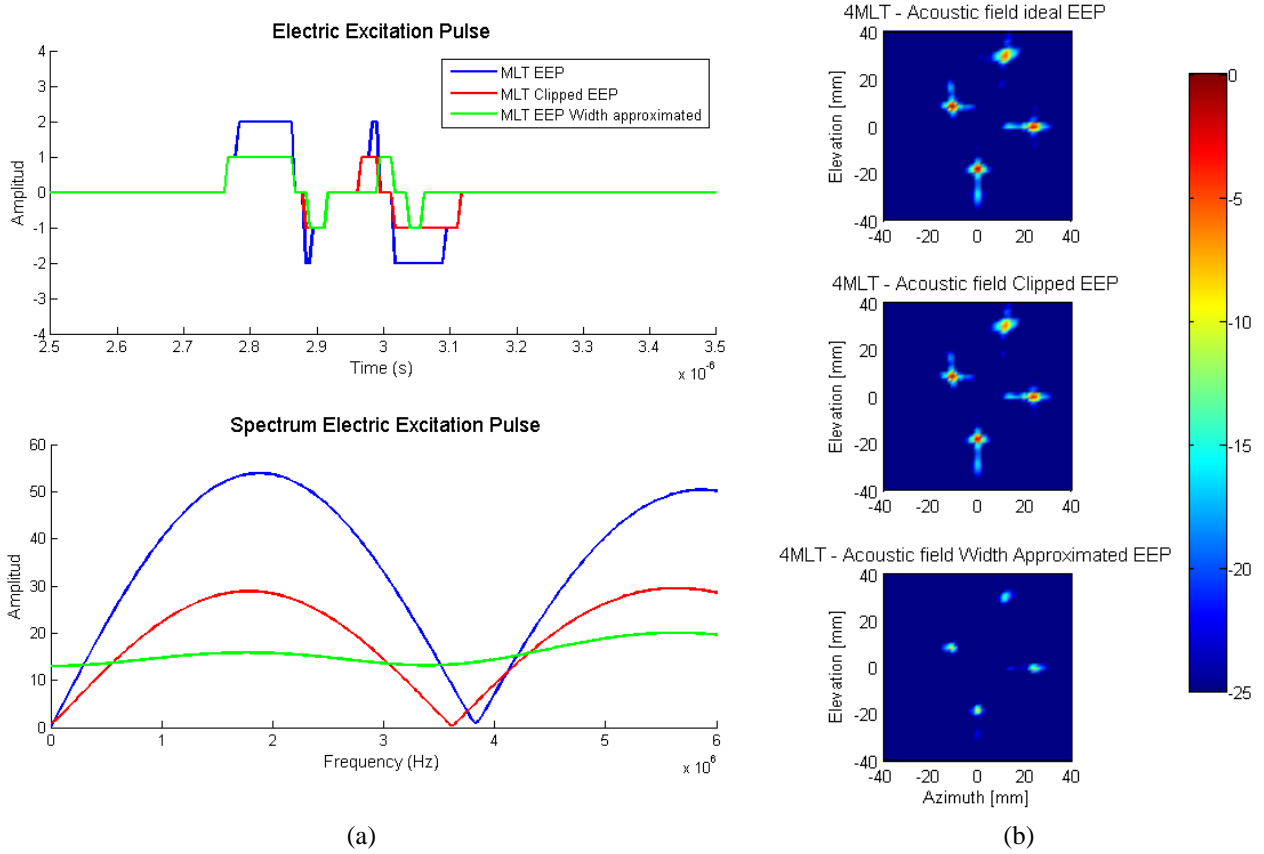 Electric Excitation Pulse
4
3
2
1
0
-1
-2
-3
-4
Amplitud
MLT EEP
MLT Clipped EEP
MLT EEP Width approximated
2.5 2.6 2.7 2.8 2.9 3 3.1 3.2 3.3 3.4 3.5
Time (s)
x 10^-6
Spectrum Electric Excitation Pulse
60
50
40
30
20
10
0
Amplitud
0 1 2 3 4 5 6
Frequency (Hz)
x 10^6
(a)
4MLT - Acoustic field ideal EEP
40
20
0
-20
-40
Elevation [mm]
-40 -20 0 20 40
4MLT - Acoustic field Clipped EEP
40
20
0
-20
-40
Elevation [mm]
-40 -20 0 20 40
4MLT - Acoustic field Width Approximated EEP
40
20
0
-20
-40
Elevation [mm]
-40 -20 0 20 40
Azimuth [mm]
0
-5
-10
-15
-20
-25
(b)